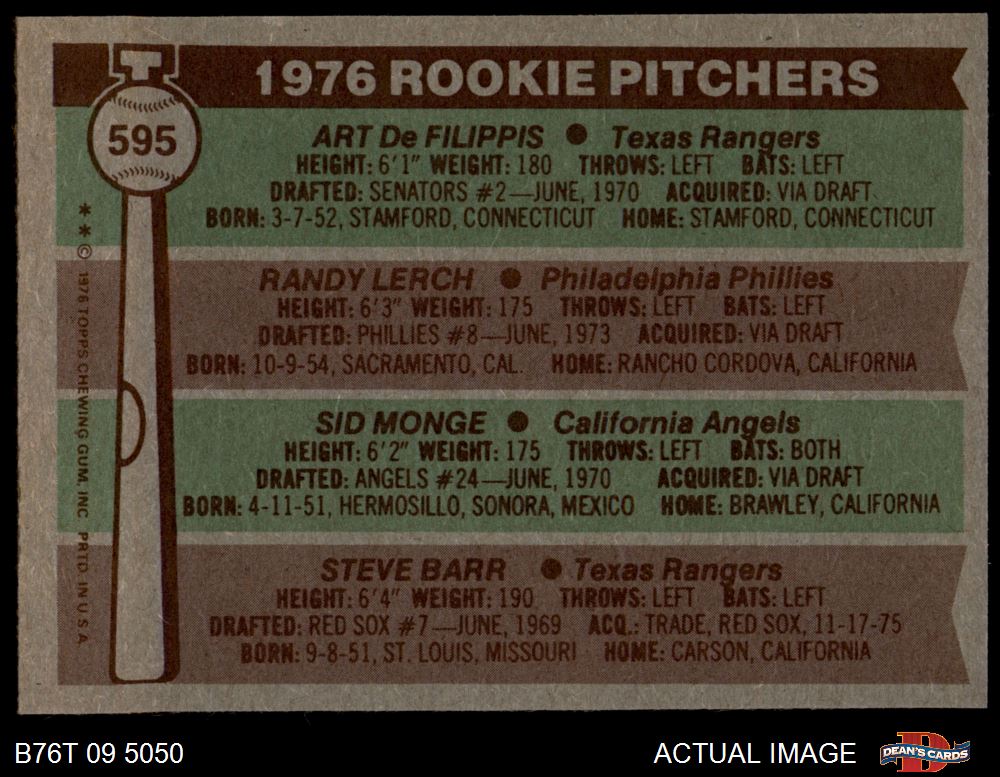 1976 ROOKIE PITCHERS
595
ART De FILIPPIS ● Texas Rangers
HEIGHT: 6'1" WEIGHT: 180 THROWS: LEFT BATS: LEFT
DRAFTED: SENATORS #2—JUNE, 1970 ACQUIRED: VIA DRAFT
BORN: 3-7-52, STAMFORD, CONNECTICUT HOME: STAMFORD, CONNECTICUT
RANDY LERCH ● Philadelphia Phillies
HEIGHT: 6'3" WEIGHT: 175 THROWS: LEFT BATS: LEFT
DRAFTED: PHILLIES #8—JUNE, 1973 ACQUIRED: VIA DRAFT
BORN: 10-9-54, SACRAMENTO, CAL. HOME: RANCHO CORDOVA, CALIFORNIA
SID MONGE ● California Angels
HEIGHT: 6'2" WEIGHT: 175 THROWS: LEFT BATS: BOTH
DRAFTED: ANGELS #24—JUNE, 1970 ACQUIRED: VIA DRAFT
BORN: 4-11-51, HERMOSILLO, SONORA, MEXICO HOME: BRAWLEY, CALIFORNIA
STEVE BARR ● Texas Rangers
HEIGHT: 6'4" WEIGHT: 190 THROWS: LEFT BATS: LEFT
DRAFTED: RED SOX #7—JUNE, 1969 ACQ.: TRADE, RED SOX, 11-17-75
BORN: 9-8-51, ST. LOUIS, MISSOURI HOME: CARSON, CALIFORNIA
** © 1976 TOPPS CHEWING GUM, INC. PRTD. IN U.S.A.
B76T 09 5050
ACTUAL IMAGE
DEAN'S CARDS